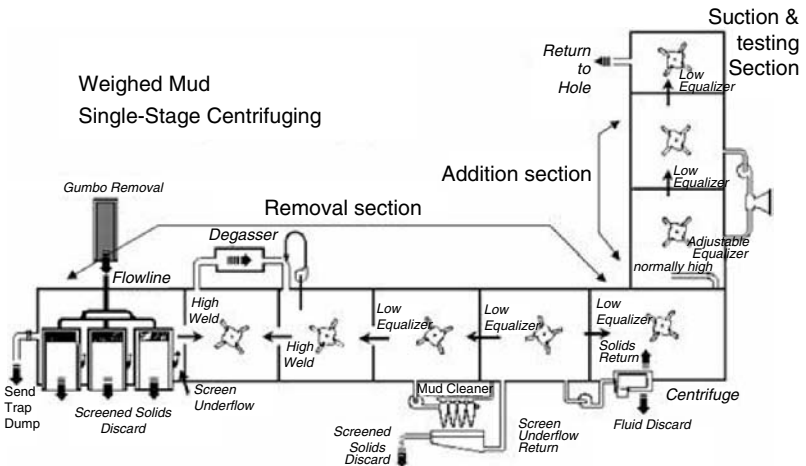 Suction &
testing
Section
Return
to
Hole
Low
Equalizer
Weighed Mud
Single-Stage Centrifuging
Addition section
Low
Equalizer
Gumbo Removal
Removal section
Degasser
Adjustable
Equalizer
normally high
Flowline
High
Weld
High
Weld
Low
Equalizer
Low
Equalizer
Low
Equalizer
Solids
Return
Send
Trap
Dump
Screened Solids
Discard
Screen
Underflow
Mud Cleaner
Screened
Solids
Discard
Screen
Underflow
Return
Centrifuge
Fluid Discard